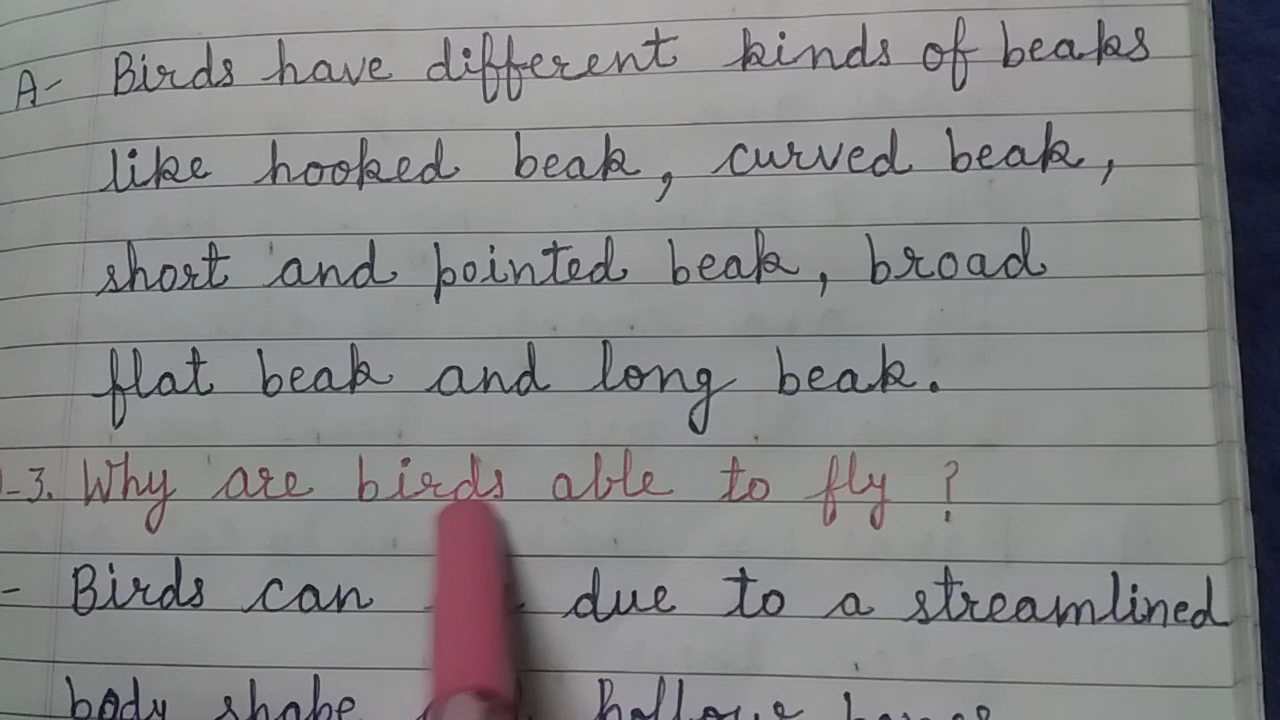 A- Birds have different kinds of beaks
like hooked beak, curved beak,
short and pointed beak, broad
flat beak and long beak.
-3. Why are birds able to fly?
- Birds can due to a streamlined
body shape